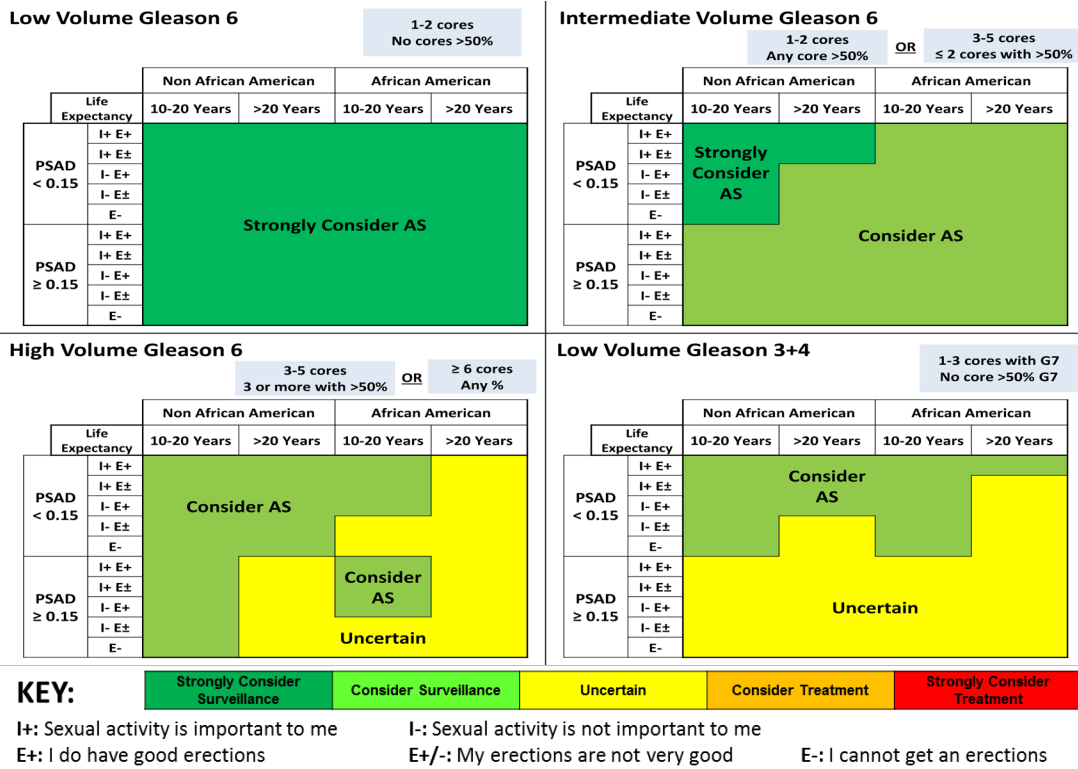 Low Volume Gleason 6
1-2 cores
No cores >50%
Non African American
African American
Life
Expectancy
10-20 Years
>20 Years
10-20 Years
>20 Years
PSAD
< 0.15
I+ E+
I+ E±
I- E+
I- E±
E-
PSAD
≥ 0.15
I+ E+
I+ E±
I- E+
I- E±
E-
Strongly Consider AS
Intermediate Volume Gleason 6
1-2 cores
Any core >50%
OR
3-5 cores
≤ 2 cores with >50%
Non African American
African American
Life
Expectancy
10-20 Years
>20 Years
10-20 Years
>20 Years
PSAD
< 0.15
I+ E+
I+ E±
I- E+
I- E±
E-
PSAD
≥ 0.15
I+ E+
I+ E±
I- E+
I- E±
E-
Strongly
Consider
AS
Consider AS
High Volume Gleason 6
3-5 cores
3 or more with >50%
OR
≥ 6 cores
Any %
Non African American
African American
Life
Expectancy
10-20 Years
>20 Years
10-20 Years
>20 Years
PSAD
< 0.15
I+ E+
I+ E±
I- E+
I- E±
E-
PSAD
≥ 0.15
I+ E+
I+ E±
I- E+
I- E±
E-
Consider AS
Consider
AS
Uncertain
Low Volume Gleason 3+4
1-3 cores with G7
No core >50% G7
Non African American
African American
Life
Expectancy
10-20 Years
>20 Years
10-20 Years
>20 Years
PSAD
< 0.15
I+ E+
I+ E±
I- E+
I- E±
E-
PSAD
≥ 0.15
I+ E+
I+ E±
I- E+
I- E±
E-
Consider
AS
Uncertain
KEY:
Strongly Consider
Surveillance
Consider Surveillance
Uncertain
Consider Treatment
Strongly Consider
Treatment
I+: Sexual activity is important to me
I-: Sexual activity is not important to me
E+: I do have good erections
E+/-: My erections are not very good
E-: I cannot get an erections